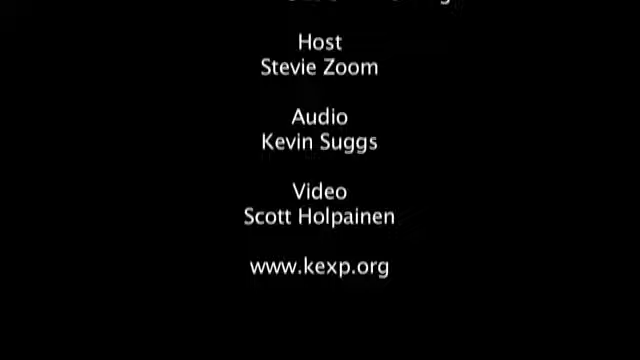 Host
Stevie Zoom
Audio
Kevin Suggs
Video
Scott Holpainen
www.kexp.org